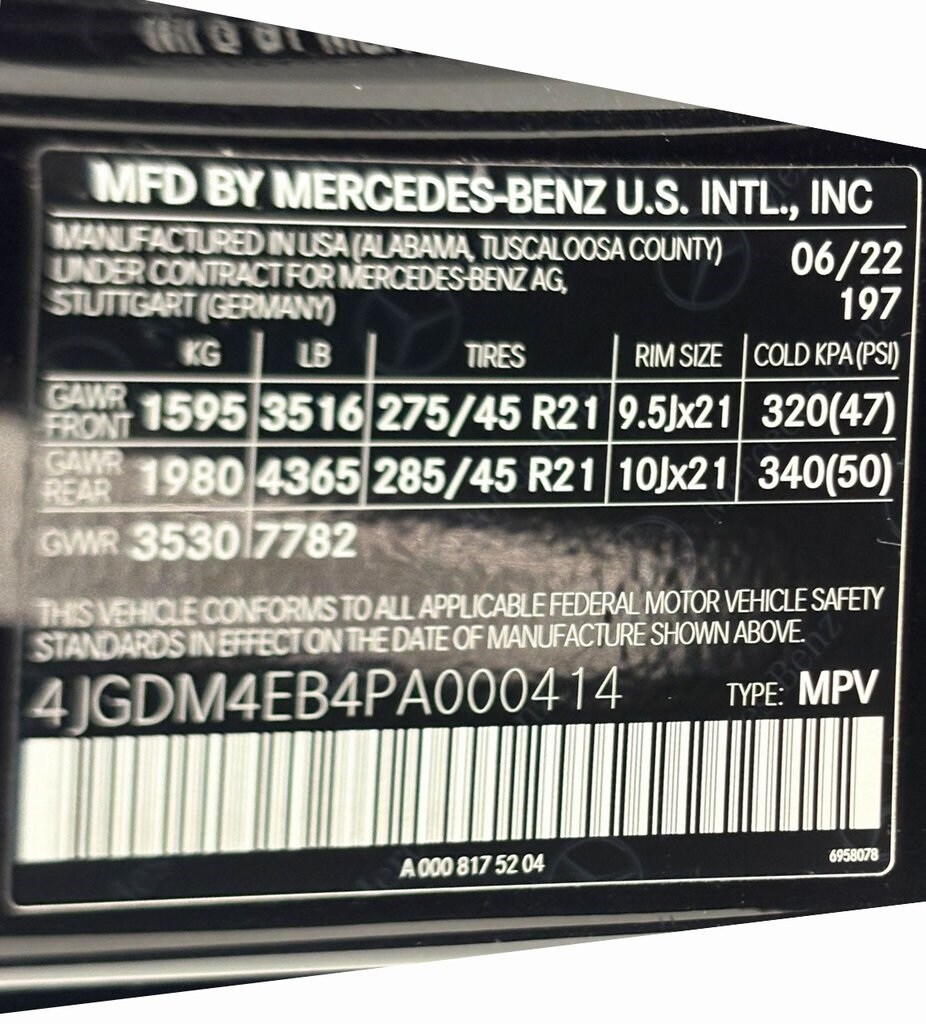 MFD BY MERCEDES-BENZ U.S. INTL., INC
MANUFACTURED IN USA (ALABAMA, TUSCALOOSA COUNTY) 06/22
UNDER CONTRACT FOR MERCEDES-BENZ AG,
STUTTGART (GERMANY) 197
KG LB TIRES RIM SIZE COLD KPA (PSI)
GAWR FRONT 1595 3516 275/45 R21 9.5Jx21 320(47)
GAWR REAR 1980 4365 285/45 R21 10Jx21 340(50)
GVWR 3530 7782
THIS VEHICLE CONFORMS TO ALL APPLICABLE FEDERAL MOTOR VEHICLE SAFETY
STANDARDS IN EFFECT ON THE DATE OF MANUFACTURE SHOWN ABOVE.
4JGDM4EB4PA000414 TYPE: MPV
A 000 817 52 04 6958078